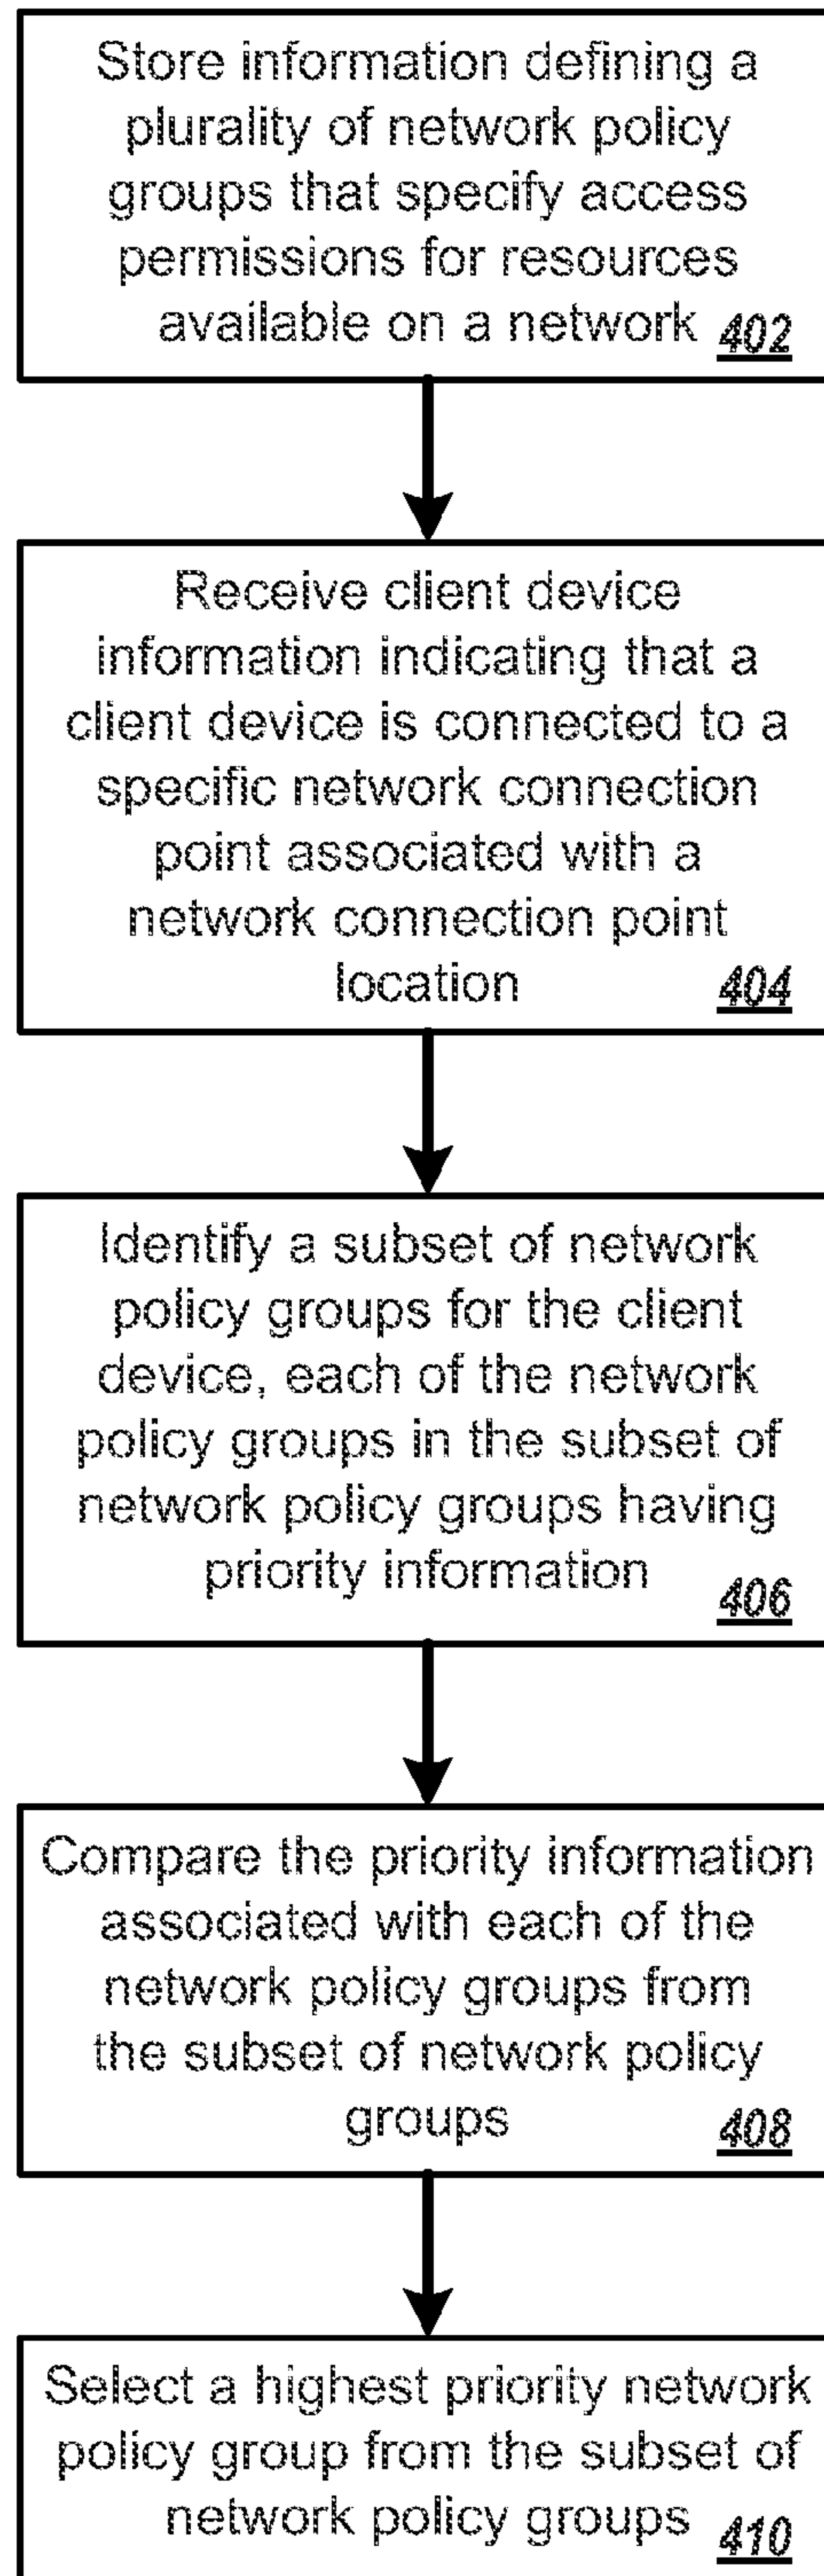 Store information defining a
plurality of network policy
groups that specify access
permissions for resources
available on a network 402
Receive client device
information indicating that a
client device is connected to a
specific network connection
point associated with a
network connection point
location 404
Identify a subset of network
policy groups for the client
device, each of the network
policy groups in the subset of
network policy groups having
priority information 406
Compare the priority information
associated with each of the
network policy groups from
the subset of network policy
groups 408
Select a highest priority network
policy group from the subset of
network policy groups 410